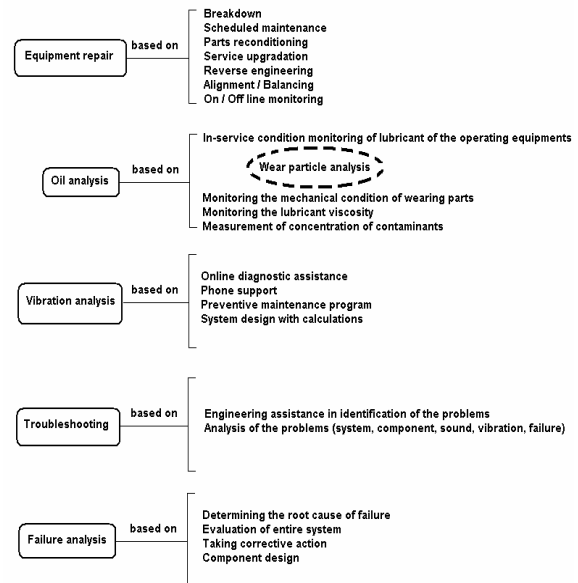 Equipment repair
based on
Breakdown
Scheduled maintenance
Parts reconditioning
Service upgradation
Reverse engineering
Alignment / Balancing
On / Off line monitoring
Oil analysis
based on
In-service condition monitoring of lubricant of the operating equipments
Wear particle analysis
Monitoring the mechanical condition of wearing parts
Monitoring the lubricant viscosity
Measurement of concentration of contaminants
Vibration analysis
based on
Online diagnostic assistance
Phone support
Preventive maintenance program
System design with calculations
Troubleshooting
based on
Engineering assistance in identification of the problems
Analysis of the problems (system, component, sound, vibration, failure)
Failure analysis
based on
Determining the root cause of failure
Evaluation of entire system
Taking corrective action
Component design